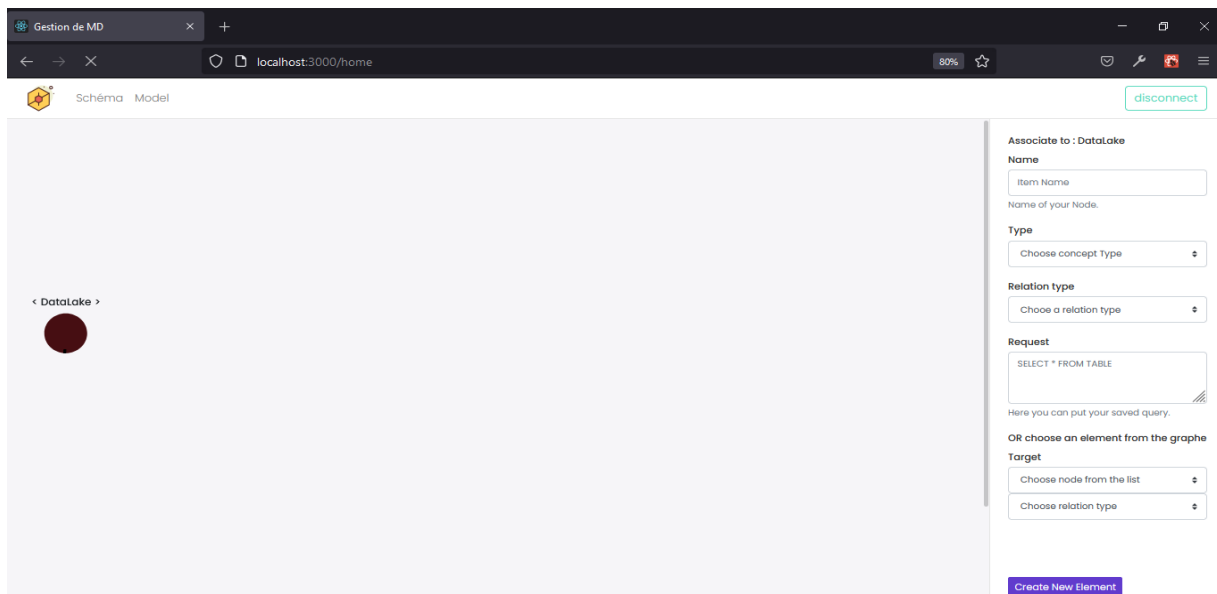 Gestion de MD
localhost:3000/home
80%
Schéma Model
disconnect
< DataLake >
Associate to : DataLake
Name
Item Name
Name of your Node.
Type
Choose concept Type
Relation type
Chooe a relation type
Request
SELECT * FROM TABLE
Here you can put your saved query.
OR choose an element from the graphe
Target
Choose node from the list
Choose relation type
Create New Element